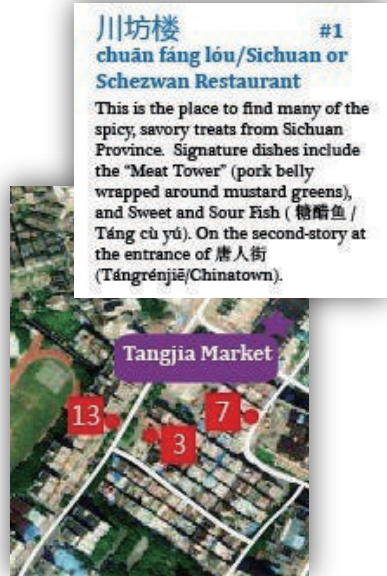 川坊楼 #1
chuān fáng lóu/Sichuan or
Schezwan Restaurant
This is the place to find many of the
spicy, savory treats from Sichuan
Province. Signature dishes include
the “Meat Tower” (pork belly
wrapped around mustard greens),
and Sweet and Sour Fish ( 糖醋鱼 /
Táng cù yú). On the second-story at
the entrance of 唐人街
(Tángrénjiē/Chinatown).
Tangjia Market
13
3
7